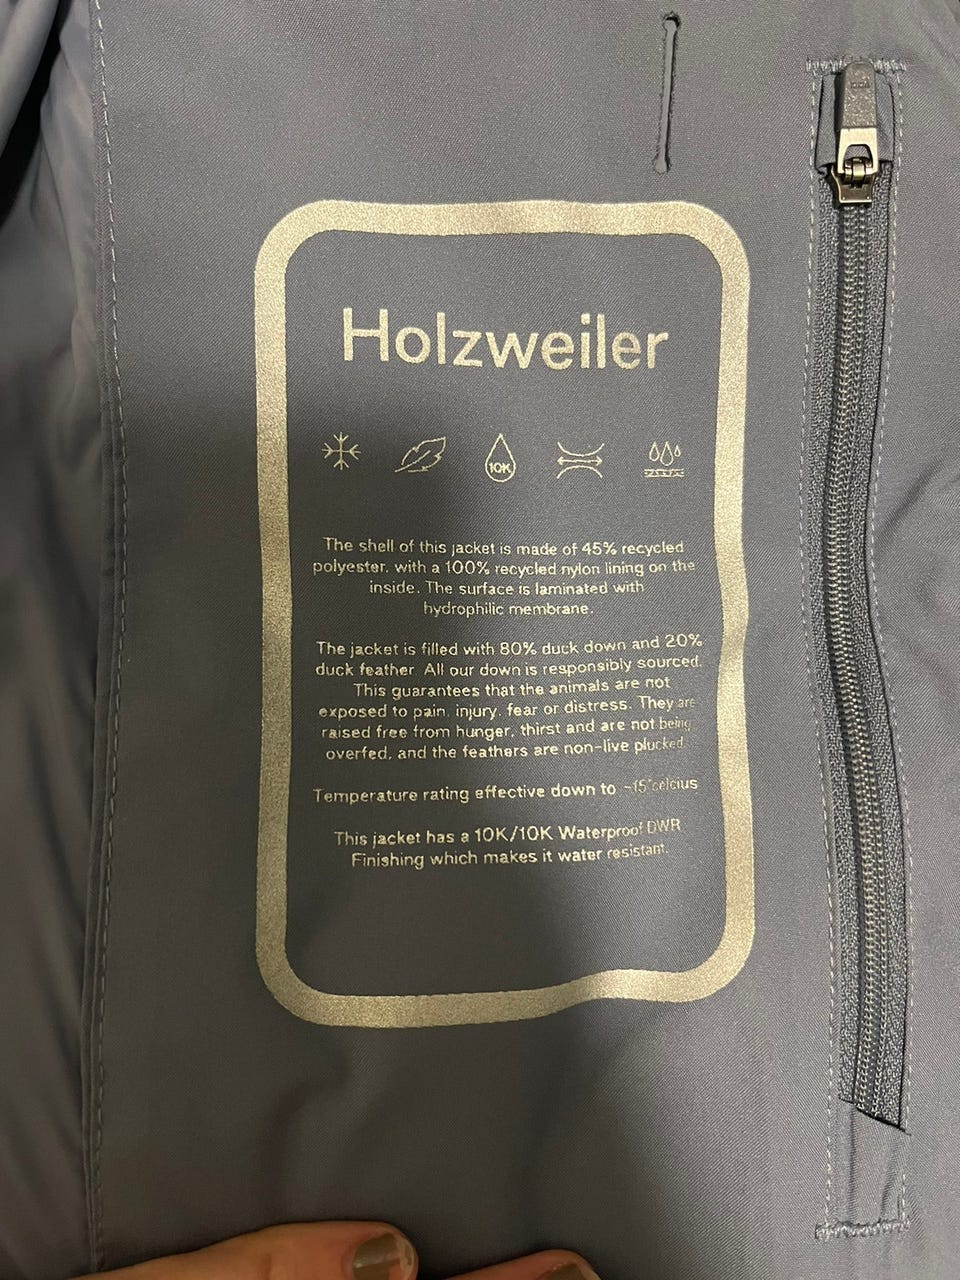 Holzweiler
10K
The shell of this jacket is made of 45% recycled
polyester, with a 100% recycled nylon lining on the
inside. The surface is laminated with
hydrophilic membrane.
The jacket is filled with 80% duck down and 20%
duck feather. All our down is responsibly sourced.
This guarantees that the animals are not
exposed to pain, injury, fear or distress. They are
raised free from hunger, thirst and are not being
overfed, and the feathers are non-live plucked.
Temperature rating effective down to -15°celcius
This jacket has a 10K/10K Waterproof DWR
Finishing which makes it water resistant.